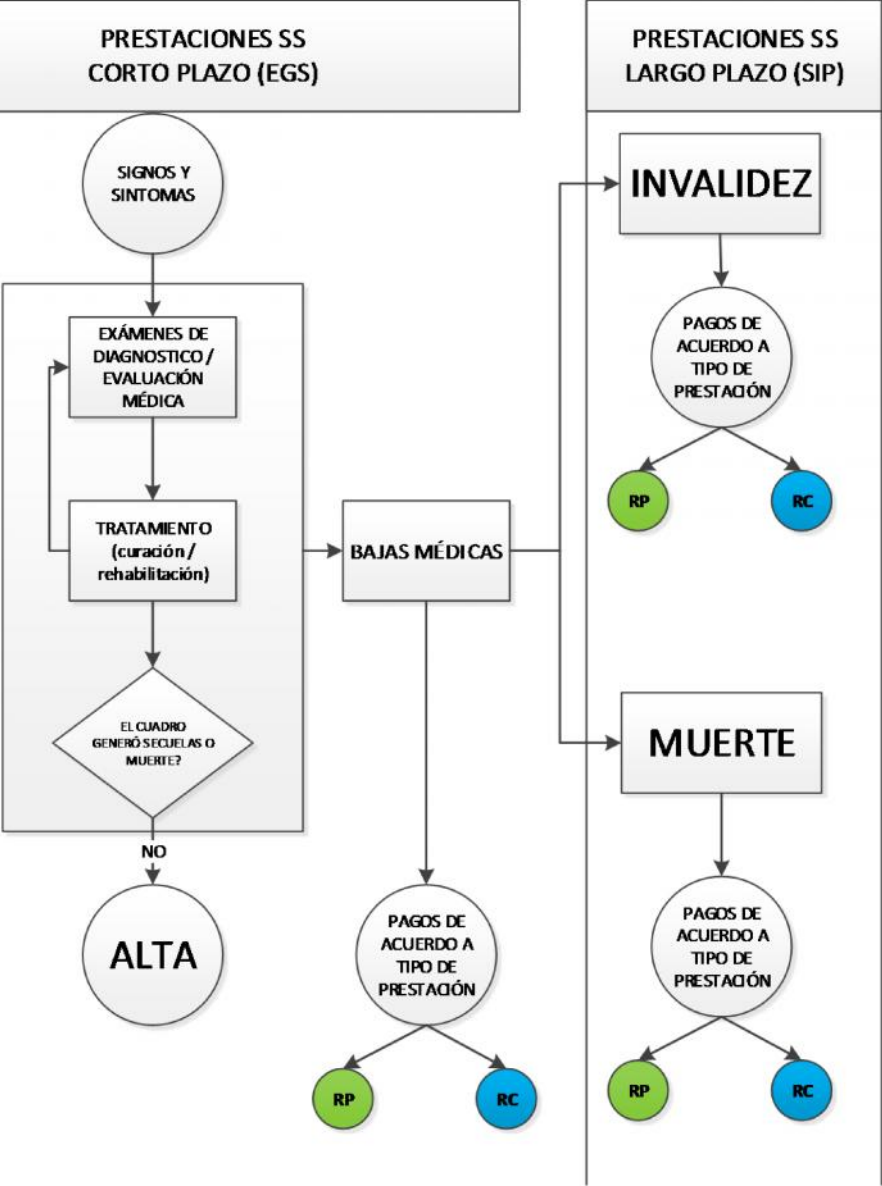 PRESTACIONES SS
CORTO PLAZO (EGS)
PRESTACIONES SS
LARGO PLAZO (SIP)
SIGNOS Y
SINTOMAS
EXÁMENES DE
DIAGNOSTICO /
EVALUACIÓN
MÉDICA
TRATAMIENTO
(curación /
rehabilitación)
EL CUADRO
GENERÓ SECUELAS O
MUERTE?
NO
ALTA
BAJAS MÉDICAS
PAGOS DE
ACUERDO A
TIPO DE
PRESTACIÓN
RP
RC
INVALIDEZ
PAGOS DE
ACUERDO A
TIPO DE
PRESTACIÓN
RP
RC
MUERTE
PAGOS DE
ACUERDO A
TIPO DE
PRESTACIÓN
RP
RC